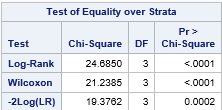 Test of Equality over Strata
Test Chi-Square DF Pr > Chi-Square
Log-Rank 24.6850 3 <.0001
Wilcoxon 21.2385 3 <.0001
-2Log(LR) 19.3762 3 0.0002